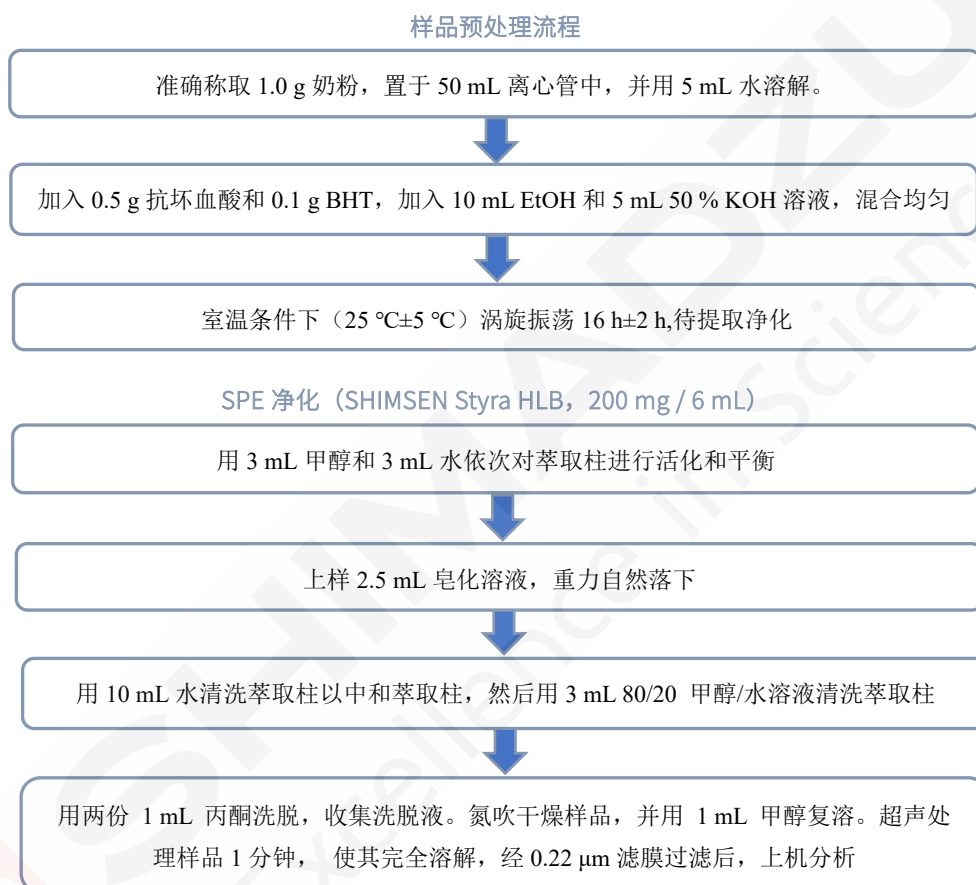 样品预处理流程
准确称取 1.0 g 奶粉，置于 50 mL 离心管中，并用 5 mL 水溶解。
加入 0.5 g 抗坏血酸和 0.1 g BHT，加入 10 mL EtOH 和 5 mL 50 % KOH 溶液，混合均匀
室温条件下（25 ℃±5 ℃）涡旋振荡 16 h±2 h,待提取净化
SPE 净化（SHIMSEN Styra HLB，200 mg / 6 mL）
用 3 mL 甲醇和 3 mL 水依次对萃取柱进行活化和平衡
上样 2.5 mL 皂化溶液，重力自然落下
用 10 mL 水清洗萃取柱以中和萃取柱，然后用 3 mL 80/20 甲醇/水溶液清洗萃取柱
用两份 1 mL 丙酮洗脱，收集洗脱液。氮吹干燥样品，并用 1 mL 甲醇复溶。超声处
理样品 1 分钟， 使其完全溶解，经 0.22 μm 滤膜过滤后，上机分析
SHIMADZU
Excellence in Scienc